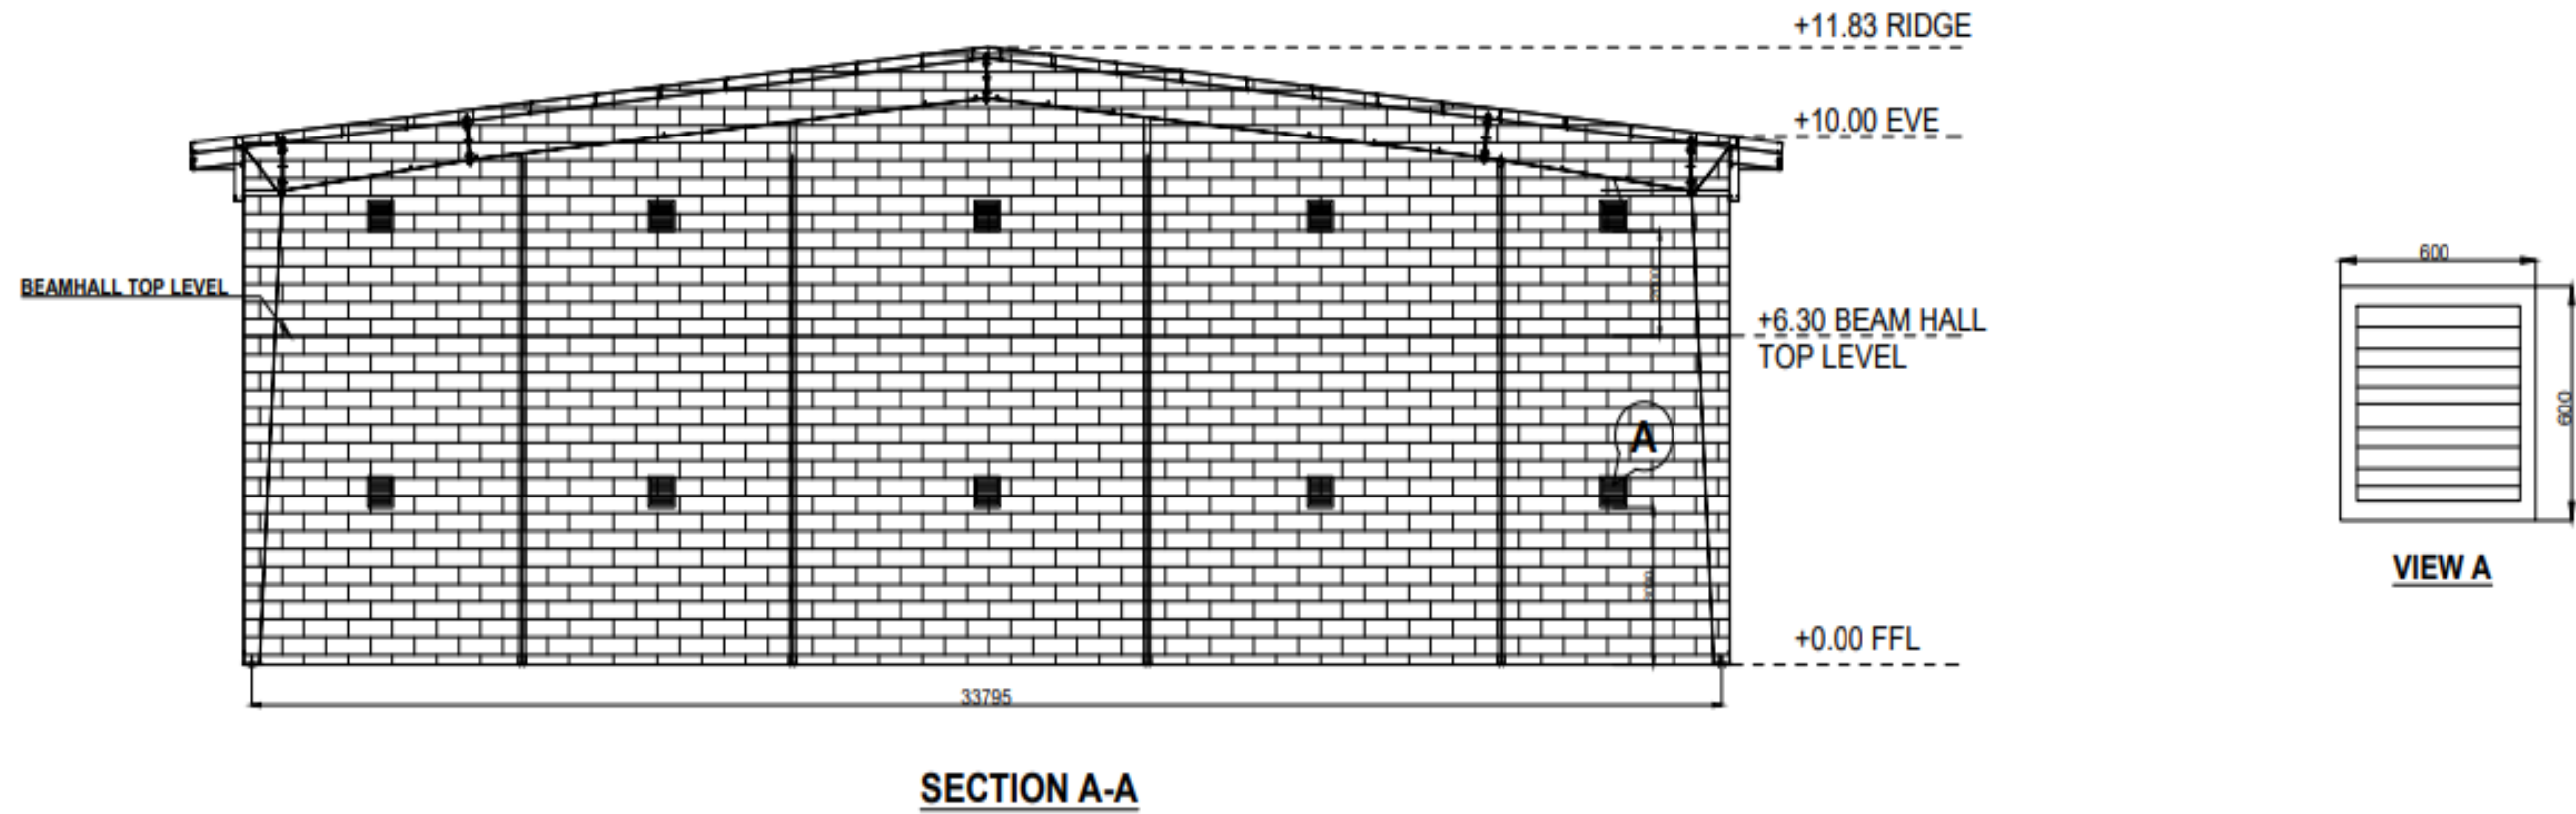 +11.83 RIDGE
+10.00 EVE
BEAMHALL TOP LEVEL
+6.30 BEAM HALL
TOP LEVEL
A
+0.00 FFL
33795
SECTION A-A
600
600
VIEW A